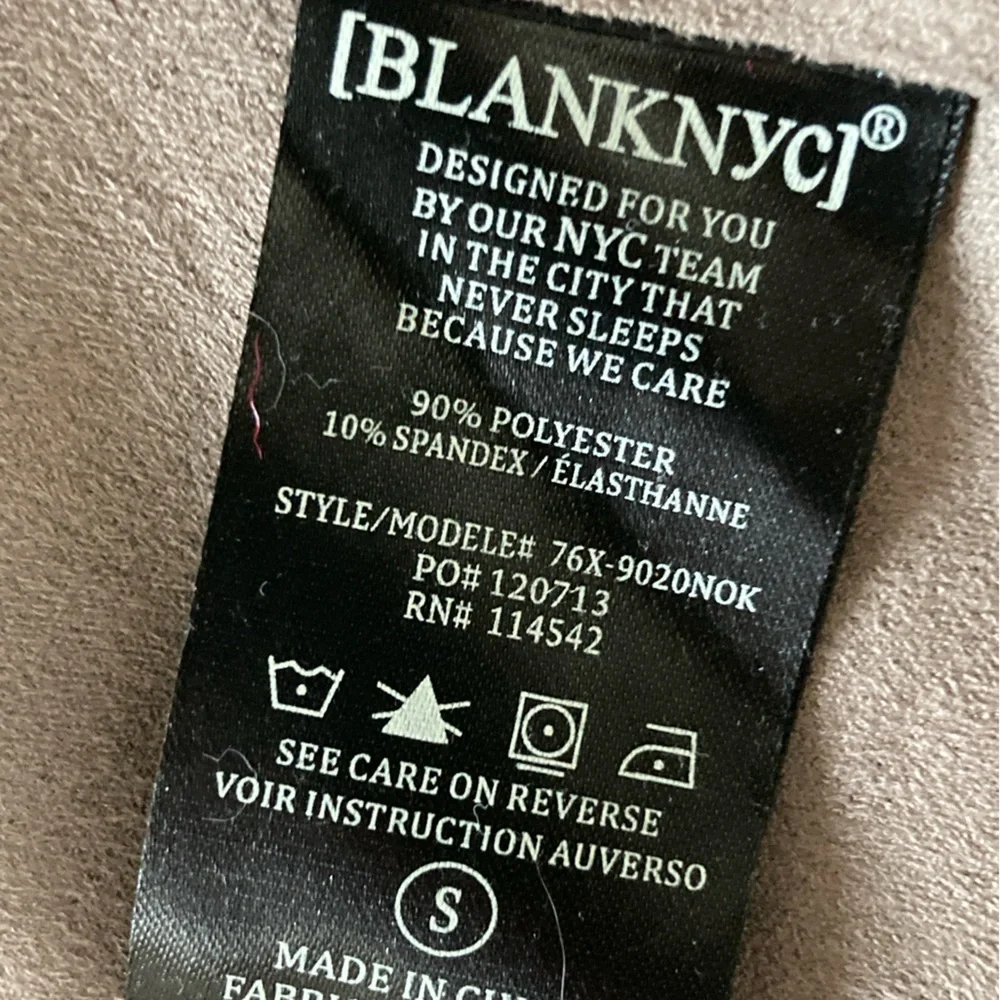 [BLANKNYC]®
DESIGNED FOR YOU
BY OUR NYC TEAM
IN THE CITY THAT
NEVER SLEEPS
BECAUSE WE CARE
90% POLYESTER
10% SPANDEX / ÉLASTHANNE
STYLE/MODELE# 76X-9020NOK
PO# 120713
RN# 114542
SEE CARE ON REVERSE
VOIR INSTRUCTION AUVERSO
S
MADE IN